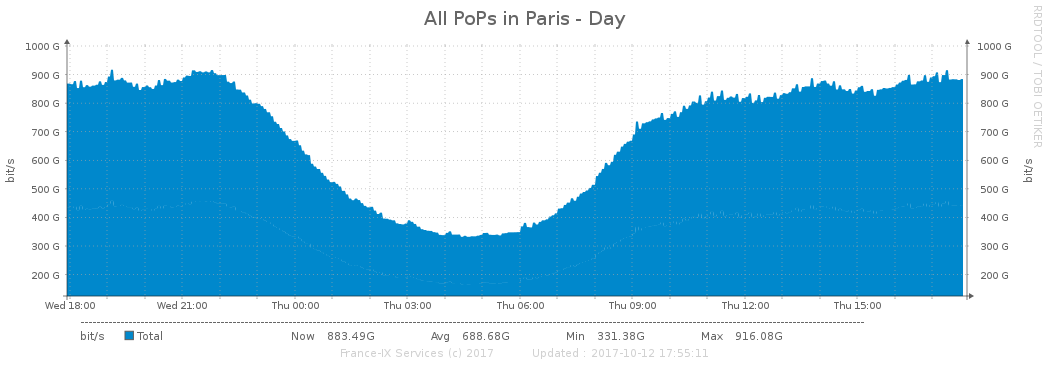 All PoPs in Paris - Day
RRDTOOL / TOBI OETIKER
1000 G 1000 G
900 G 900 G
800 G 800 G
700 G 700 G
600 G 600 G
500 G 500 G
400 G 400 G
300 G 300 G
200 G 200 G
bit/s bit/s
Wed 18:00 Wed 21:00 Thu 00:00 Thu 03:00 Thu 06:00 Thu 09:00 Thu 12:00 Thu 15:00
bit/s Total Now 883.49G Avg 688.68G Min 331.38G Max 916.08G
France-IX Services (c) 2017 Updated : 2017-10-12 17:55:11